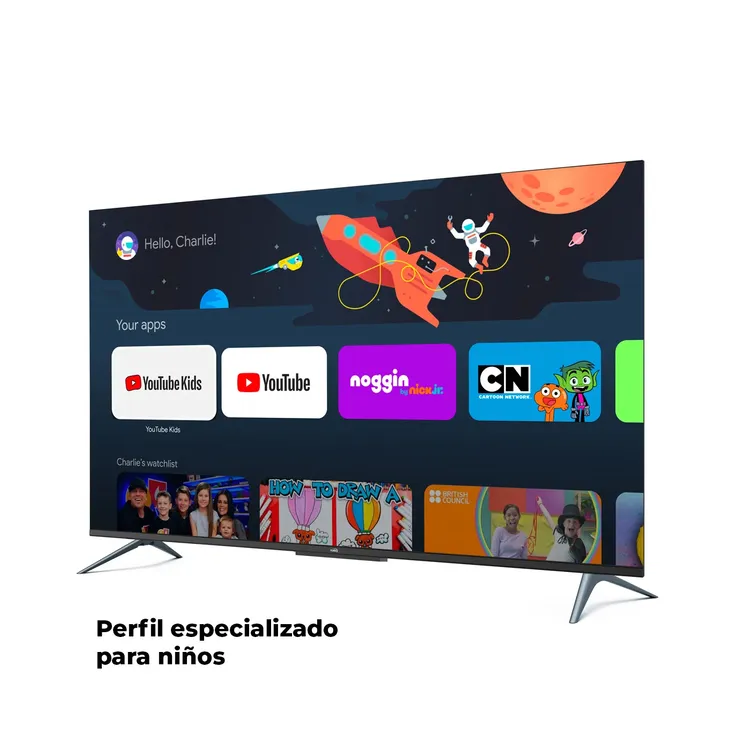 Hello, Charlie!
Your apps
YouTube Kids
YouTube
noggin
by nick jr.
CN
CARTOON NETWORK
YouTube Kids
Charlie's watchlist
HOW TO DRAW A
BRITISH
COUNCIL
Perfil especializado
para niños